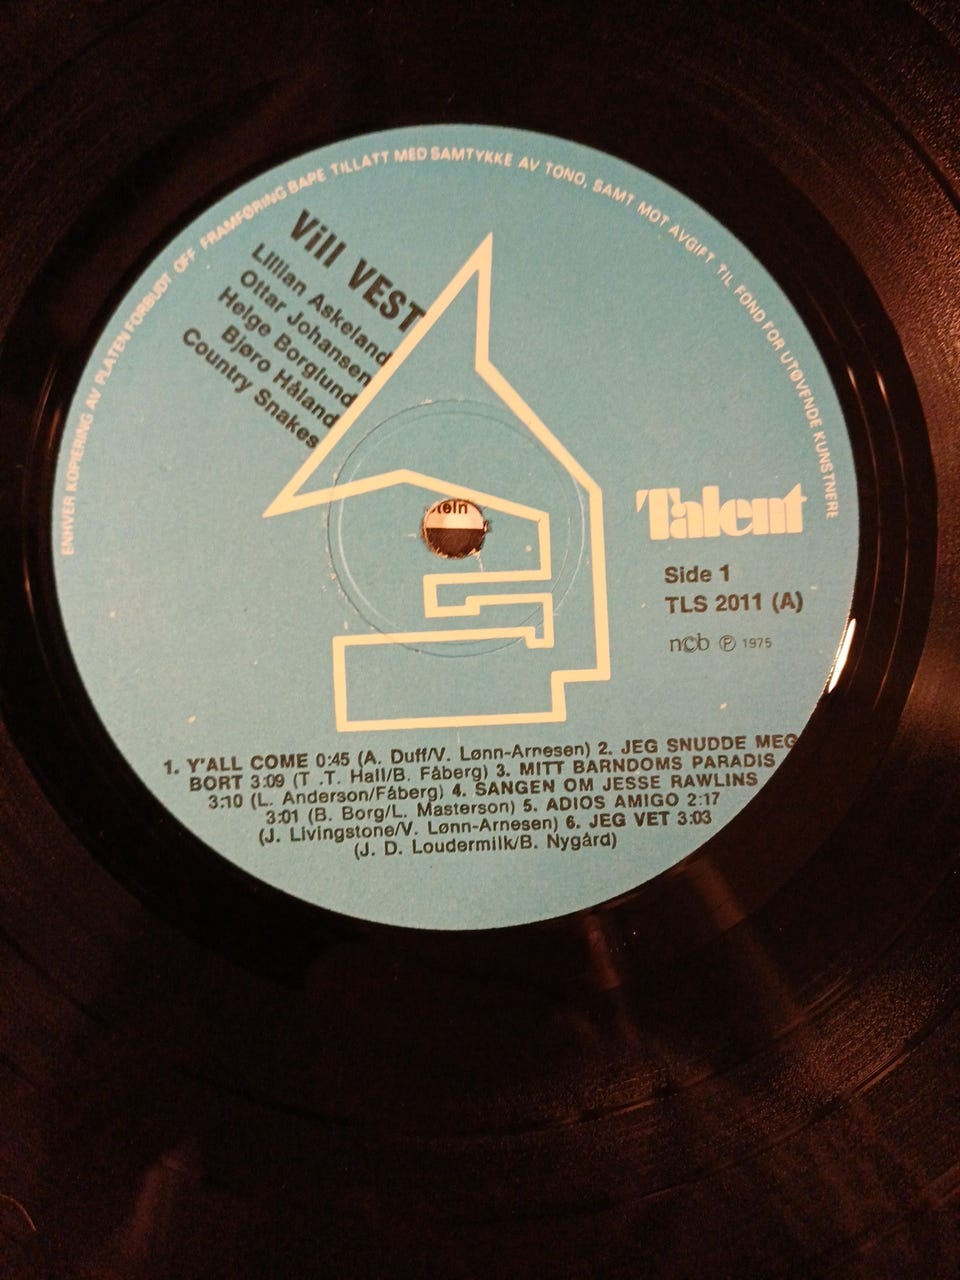 ENHVER KOPIERING AV PLATEN FORBUDT OFF FRAMFØRING BARE TILLATT MED SAMTYKKE AV TONO, SAMT MOT AVGIFT TIL FOND FOR UTØVENDE KUNSTNERE
Vill VEST
Lillian Askeland
Ottar Johansen
Helge Borglund
Bjøro Håland
Country Snakes
Talent
Side 1
TLS 2011 (A)
ncb ℗ 1975
1. Y'ALL COME 0:45 (A. Duff/V. Lønn-Arnesen) 2. JEG SNUDDE MEG
BORT 3:09 (T .T. Hall/B. Fåberg) 3. MITT BARNDOMS PARADIS
3:10 (L. Anderson/Fåberg) 4. SANGEN OM JESSE RAWLINS
3:01 (B. Borg/L. Masterson) 5. ADIOS AMIGO 2:17
(J. Livingstone/V. Lønn-Arnesen) 6. JEG VET 3:03
(J. D. Loudermilk/B. Nygård)